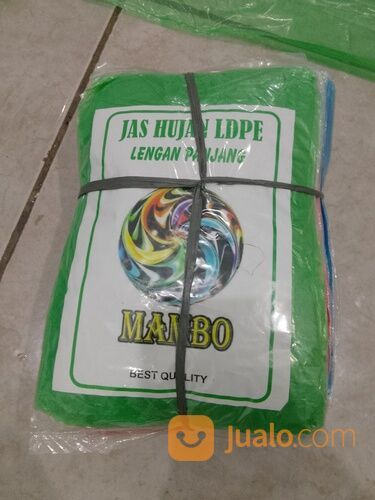 JAS HUJAN LDPE
LENGAN PANJANG
MAMBO
BEST QUALITY
jualo.com